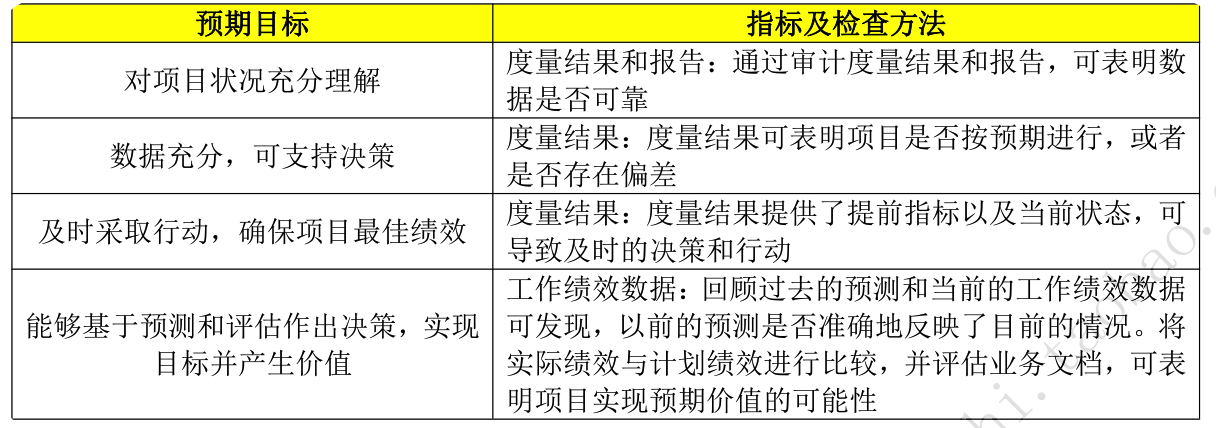 预期目标
指标及检查方法
对项目状况充分理解
度量结果和报告：通过审计度量结果和报告，可表明数
据是否可靠
数据充分，可支持决策
度量结果：度量结果可表明项目是否按预期进行，或者
是否存在偏差
及时采取行动，确保项目最佳绩效
度量结果：度量结果提供了提前指标以及当前状态，可
导致及时的决策和行动
能够基于预测和评估作出决策，实现
目标并产生价值
工作绩效数据：回顾过去的预测和当前的工作绩效数据
可发现，以前的预测是否准确地反映了目前的情况。将
实际绩效与计划绩效进行比较，并评估业务文档，可表
明项目实现预期价值的可能性
hi.taobao.